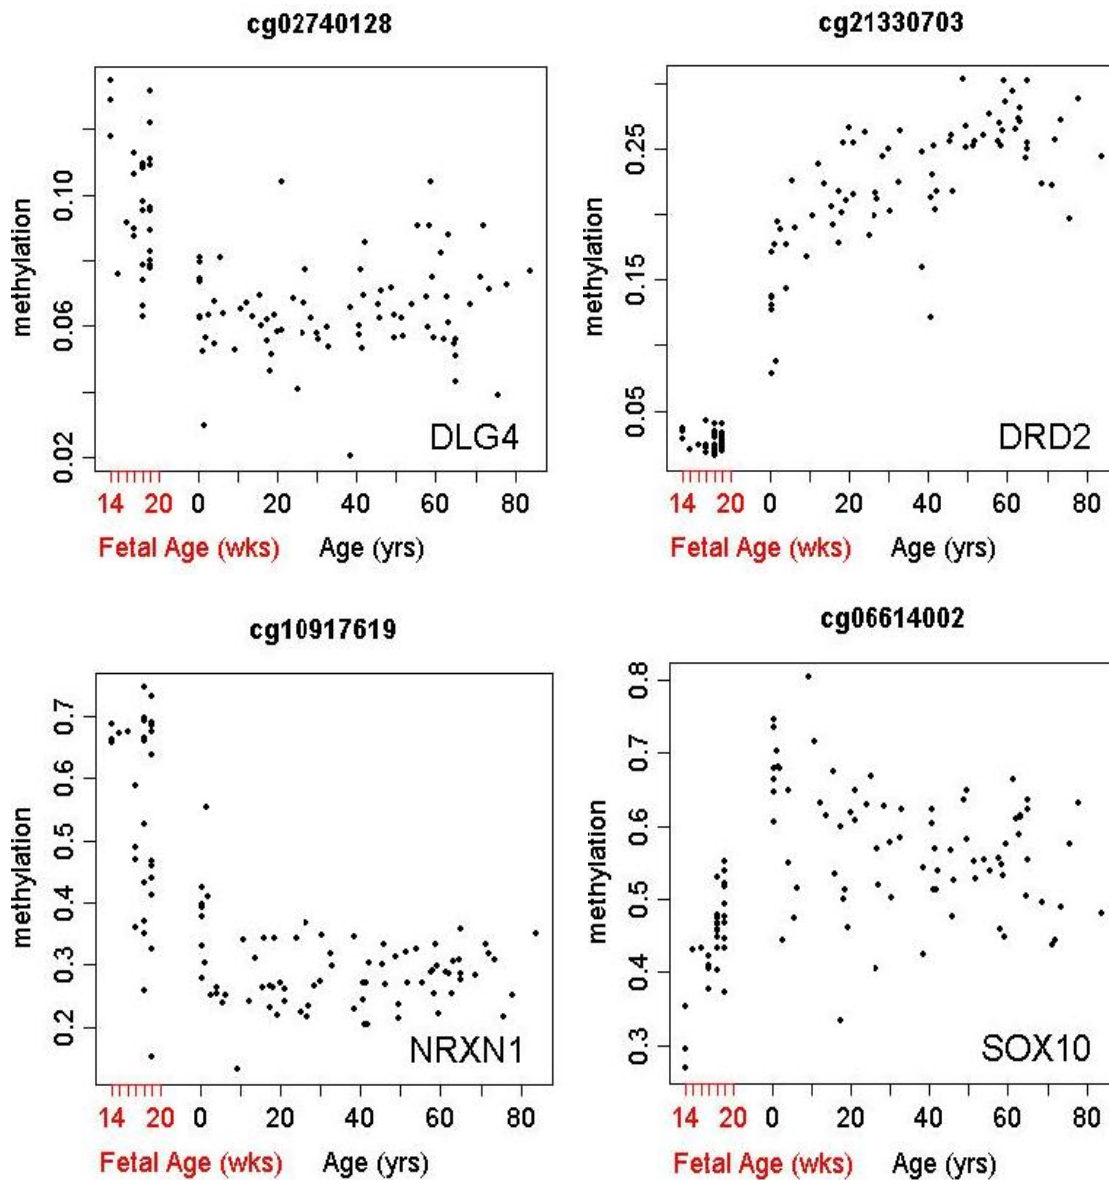 cg02740128
methylation
0.10
0.06
0.02
DLG4
14 20 0 20 40 60 80
Fetal Age (wks) Age (yrs)
cg21330703
methylation
0.25
0.15
0.05
DRD2
14 20 0 20 40 60 80
Fetal Age (wks) Age (yrs)
cg10917619
methylation
0.7
0.6
0.5
0.4
0.3
0.2
NRXN1
14 20 0 20 40 60 80
Fetal Age (wks) Age (yrs)
cg06614002
methylation
0.8
0.7
0.6
0.5
0.4
0.3
SOX10
14 20 0 20 40 60 80
Fetal Age (wks) Age (yrs)